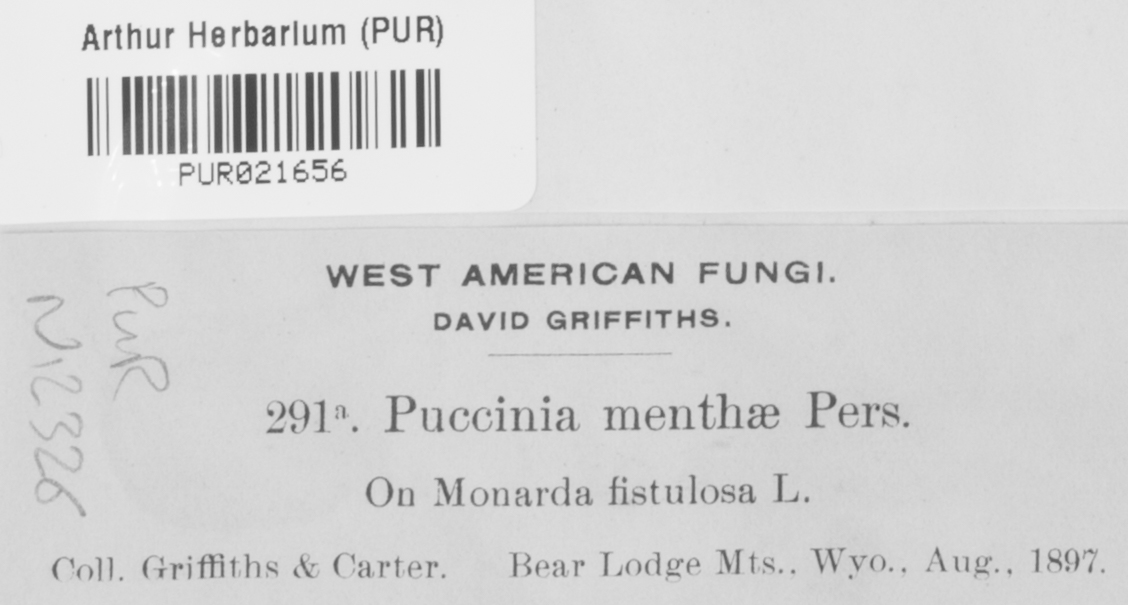 Arthur Herbarium (PUR)
PUR021656
WEST AMERICAN FUNGI.
DAVID GRIFFITHS.
291ª. Puccinia menthæ Pers.
On Monarda fistulosa L.
Coll. Griffiths & Carter. Bear Lodge Mts., Wyo., Aug., 1897.
PUR
N12326